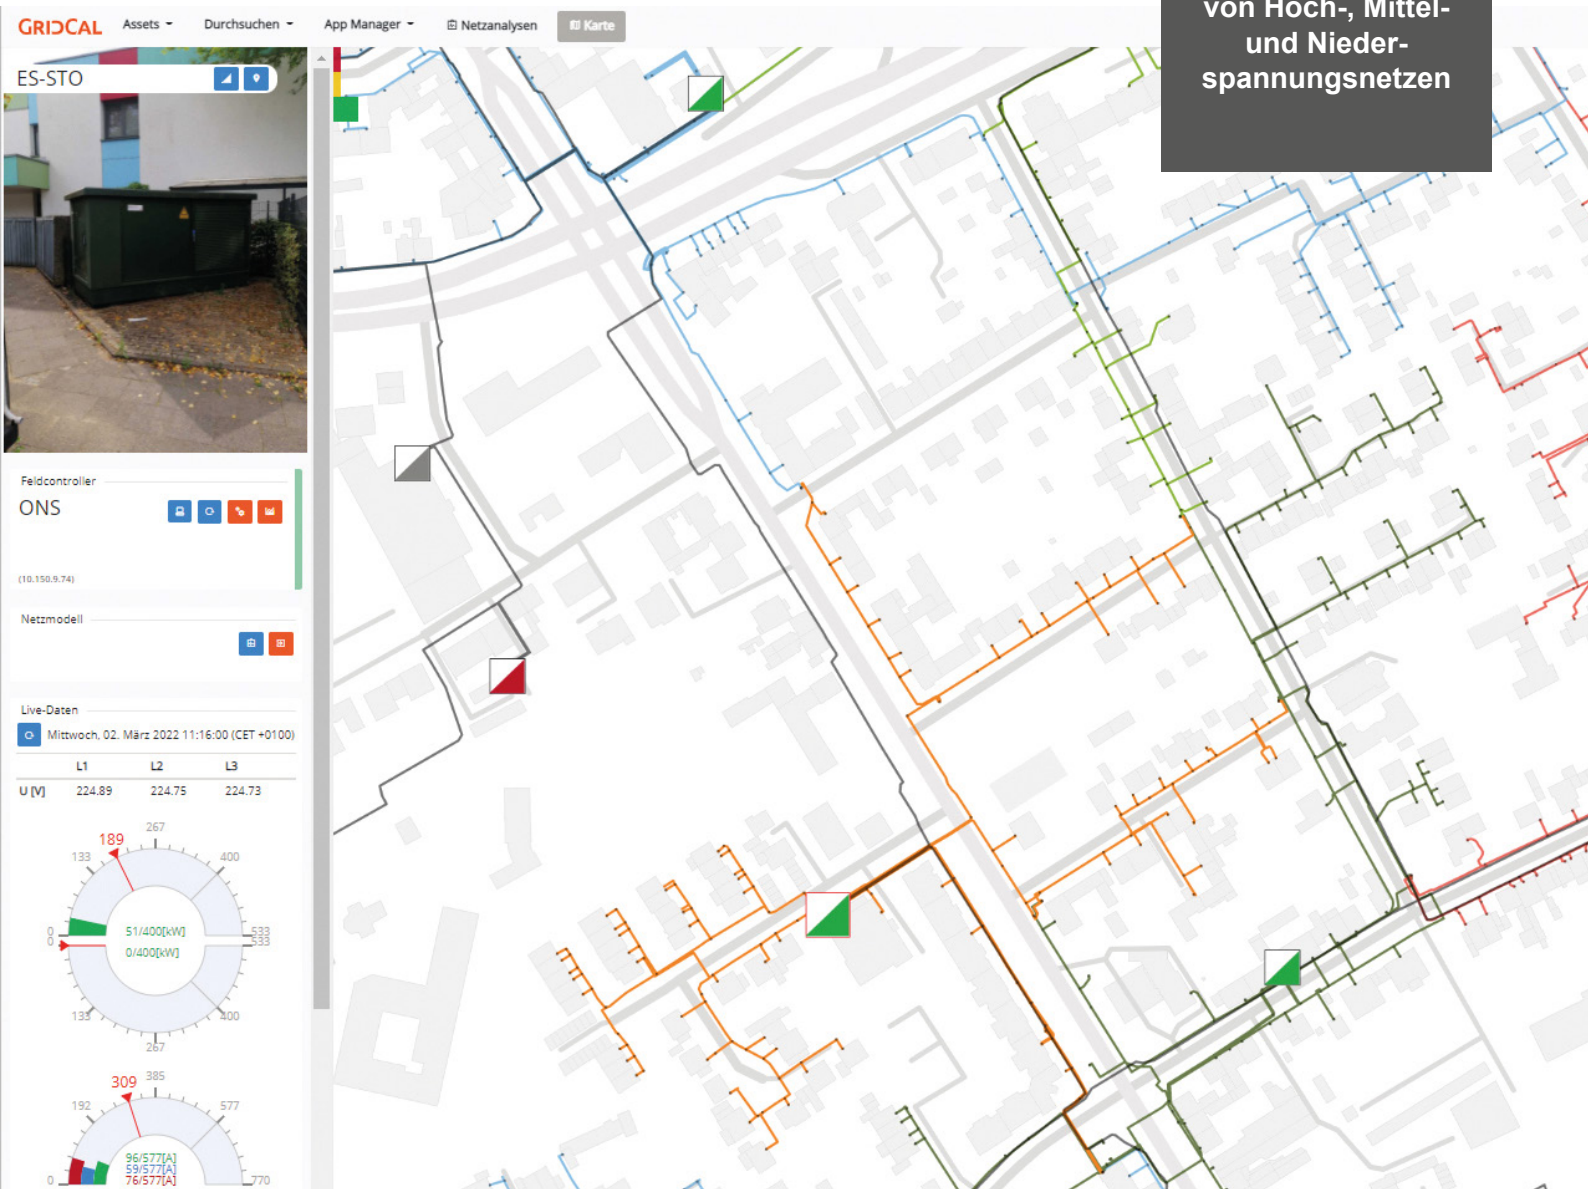 GRIDCAL Assets Durchsuchen App Manager Netzanalysen Karte
von Hoch-, Mittel-
und Nieder-
spannungsnetzen
ES-STO
Feldcontroller
ONS
(10.150.9.74)
Netzmodell
Live-Daten
Mittwoch, 02. März 2022 11:16:00 (CET +0100)
L1 L2 L3
U [V] 224.89 224.75 224.73
267
189
133 400
0 51/400[kW] 533
0 0/400[kW] 533
133 400
267
385
309
192 577
96/577[A]
59/577[A]
0 76/577[A] 770